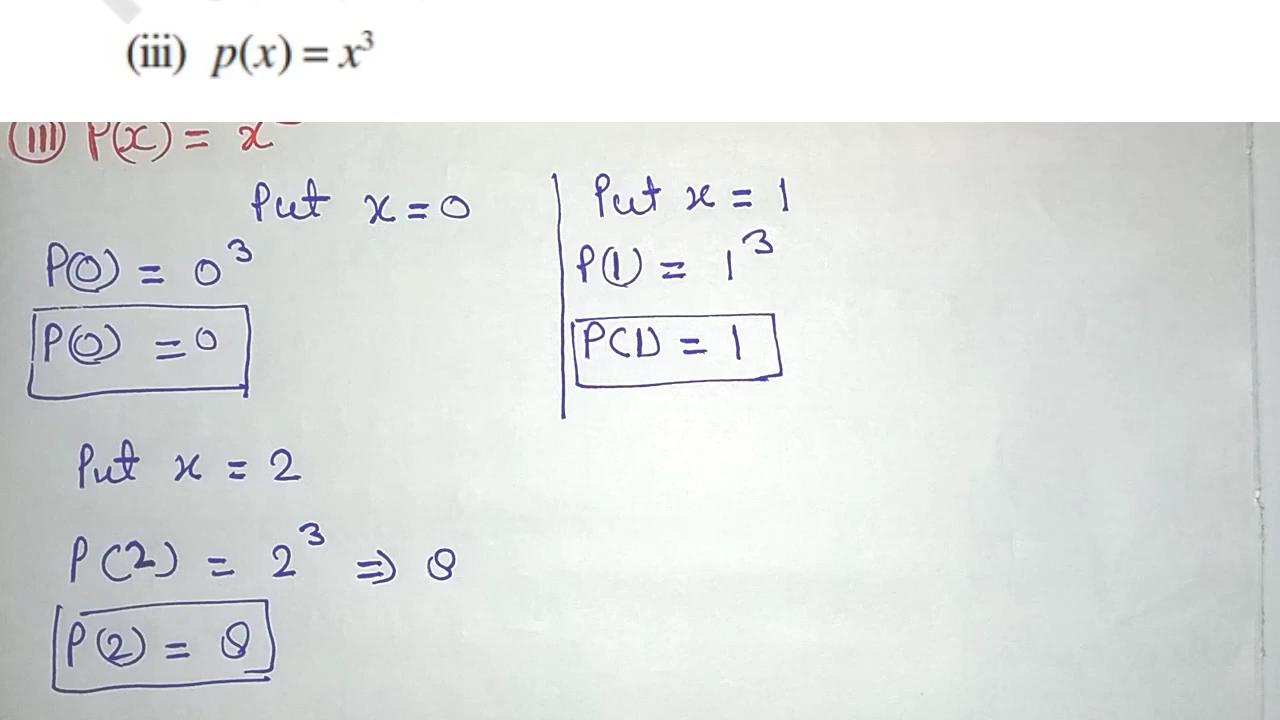 (iii) p(x) = x³
(III) P(x) = x
Put x = 0
P(0) = 0³
P(0) = 0
Put x = 1
P(1) = 1³
P(1) = 1
Put x = 2
P(2) = 2³ ⇒ 8
P(2) = 8